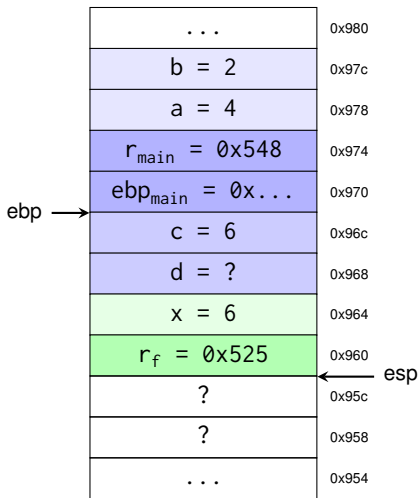 ... 0x980
b = 2 0x97c
a = 4 0x978
r_main = 0x548 0x974
ebp_main = 0x... 0x970
ebp
c = 6 0x96c
d = ? 0x968
x = 6 0x964
r_f = 0x525 0x960
esp
? 0x95c
? 0x958
... 0x954